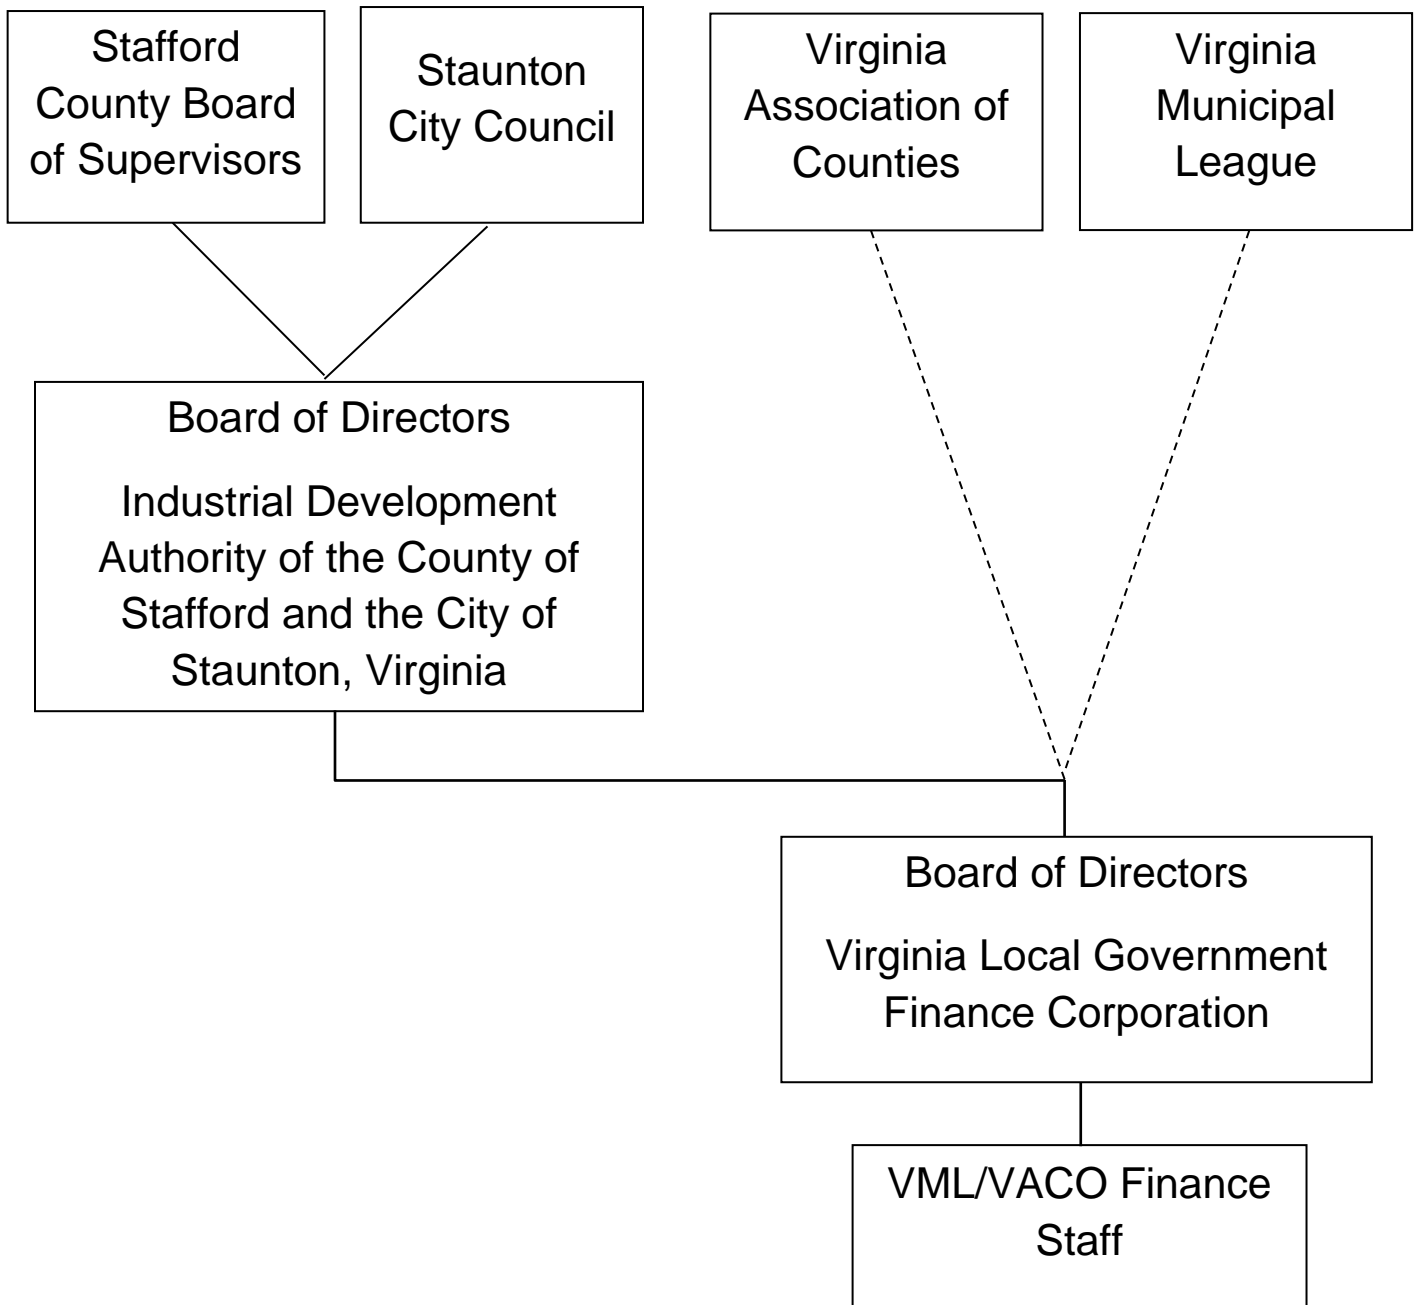 Stafford
County Board
of Supervisors
Staunton
City Council
Virginia
Association of
Counties
Virginia
Municipal
League
Board of Directors
Industrial Development
Authority of the County of
Stafford and the City of
Staunton, Virginia
Board of Directors
Virginia Local Government
Finance Corporation
VML/VACO Finance
Staff